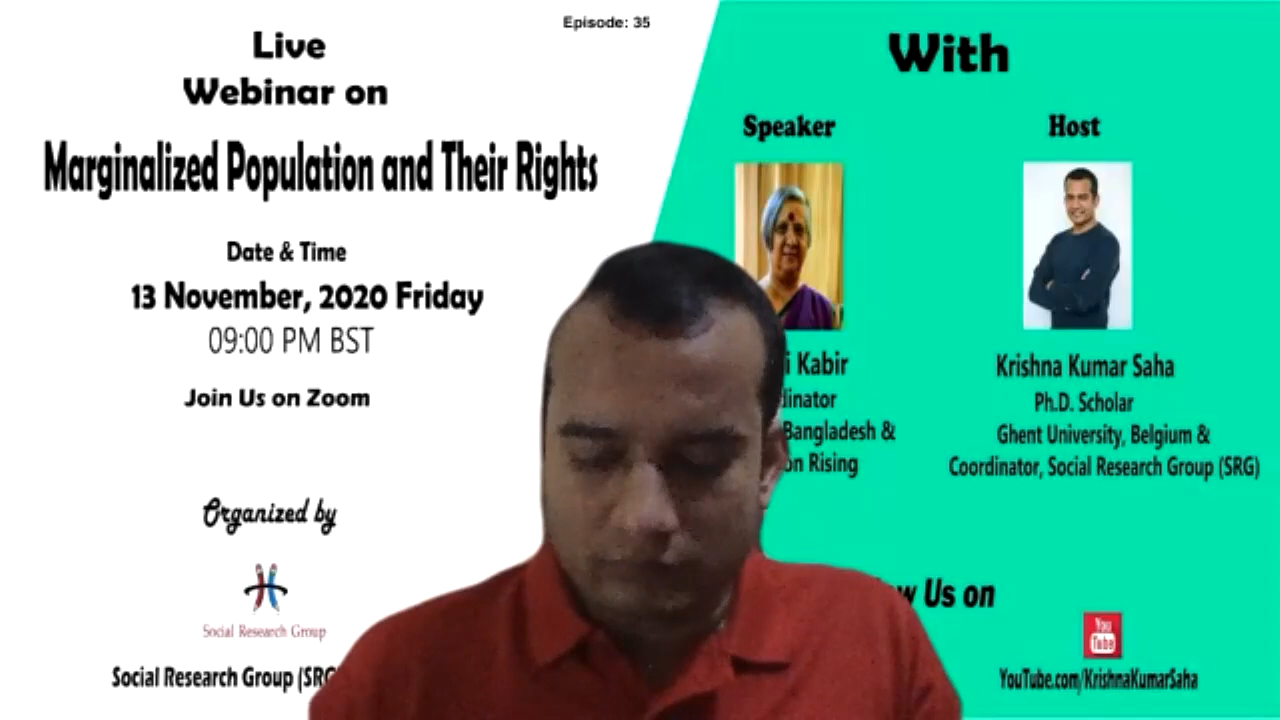 Episode: 35
Live
Webinar on
Marginalized Population and Their Rights
Date & Time
13 November, 2020 Friday
09:00 PM BST
Join Us on Zoom
Organized by
Social Research Group
Social Research Group (SRG
With
Speaker
i Kabir
dinator
Bangladesh &
on Rising
Host
Krishna Kumar Saha
Ph.D. Scholar
Ghent University, Belgium &
Coordinator, Social Research Group (SRG)
w Us on
You
Tube
YouTube.com/KrishnaKumarSaha